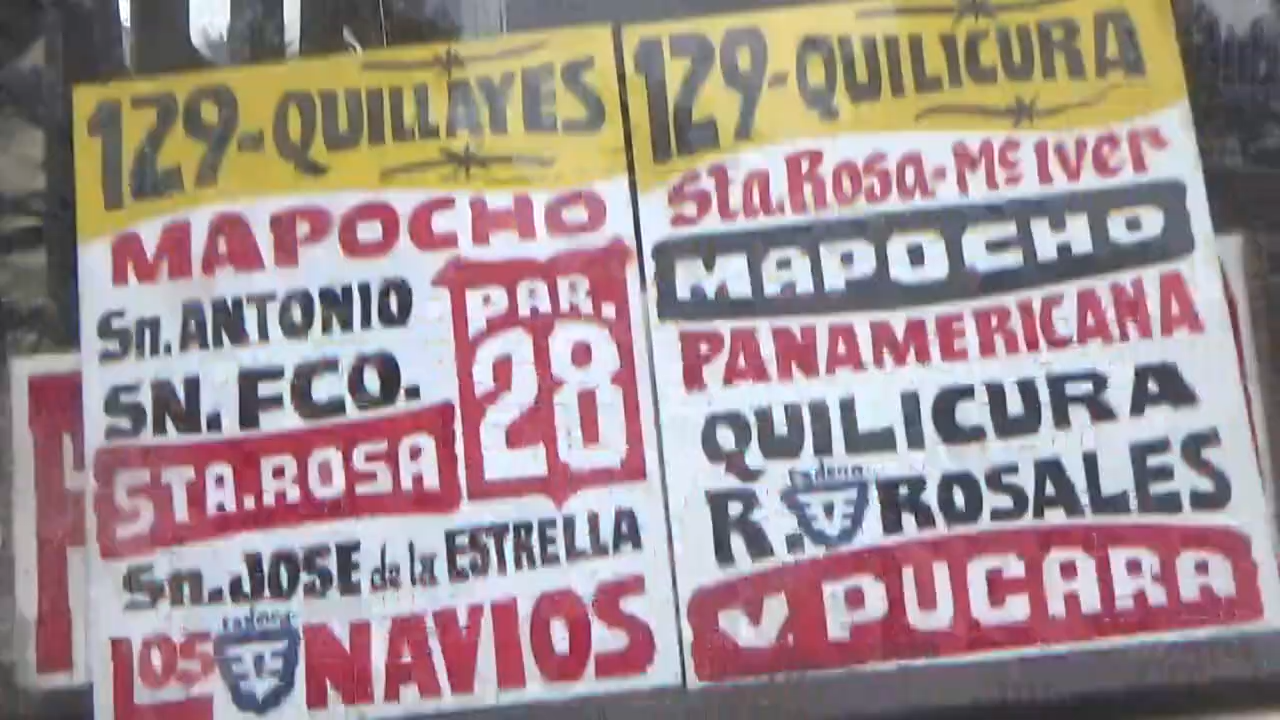 129-QUILLAYES
MAPOCHO
Sn. ANTONIO
SN. FCO.
PAR.
28
STA. ROSA
Sn. JOSE de la ESTRELLA
LOS NAVIOS
129-QUILICURA
Sta. Rosa-Mc Iver
MAPOCHO
PANAMERICANA
QUILICURA
R. ROSALES
V. PUCARA